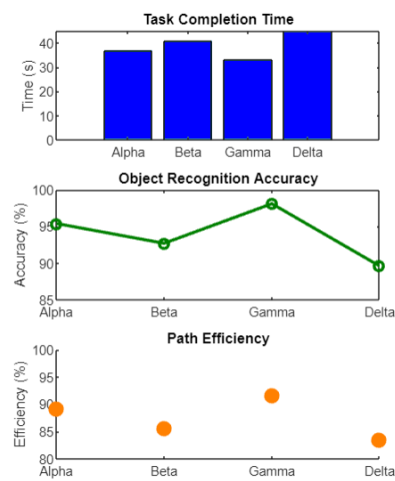 Task Completion Time
Time (s)
40
30
20
10
0
Alpha Beta Gamma Delta
Object Recognition Accuracy
Accuracy (%)
100
95
90
85
Alpha Beta Gamma Delta
Path Efficiency
Efficiency (%)
100
95
90
85
80
Alpha Beta Gamma Delta